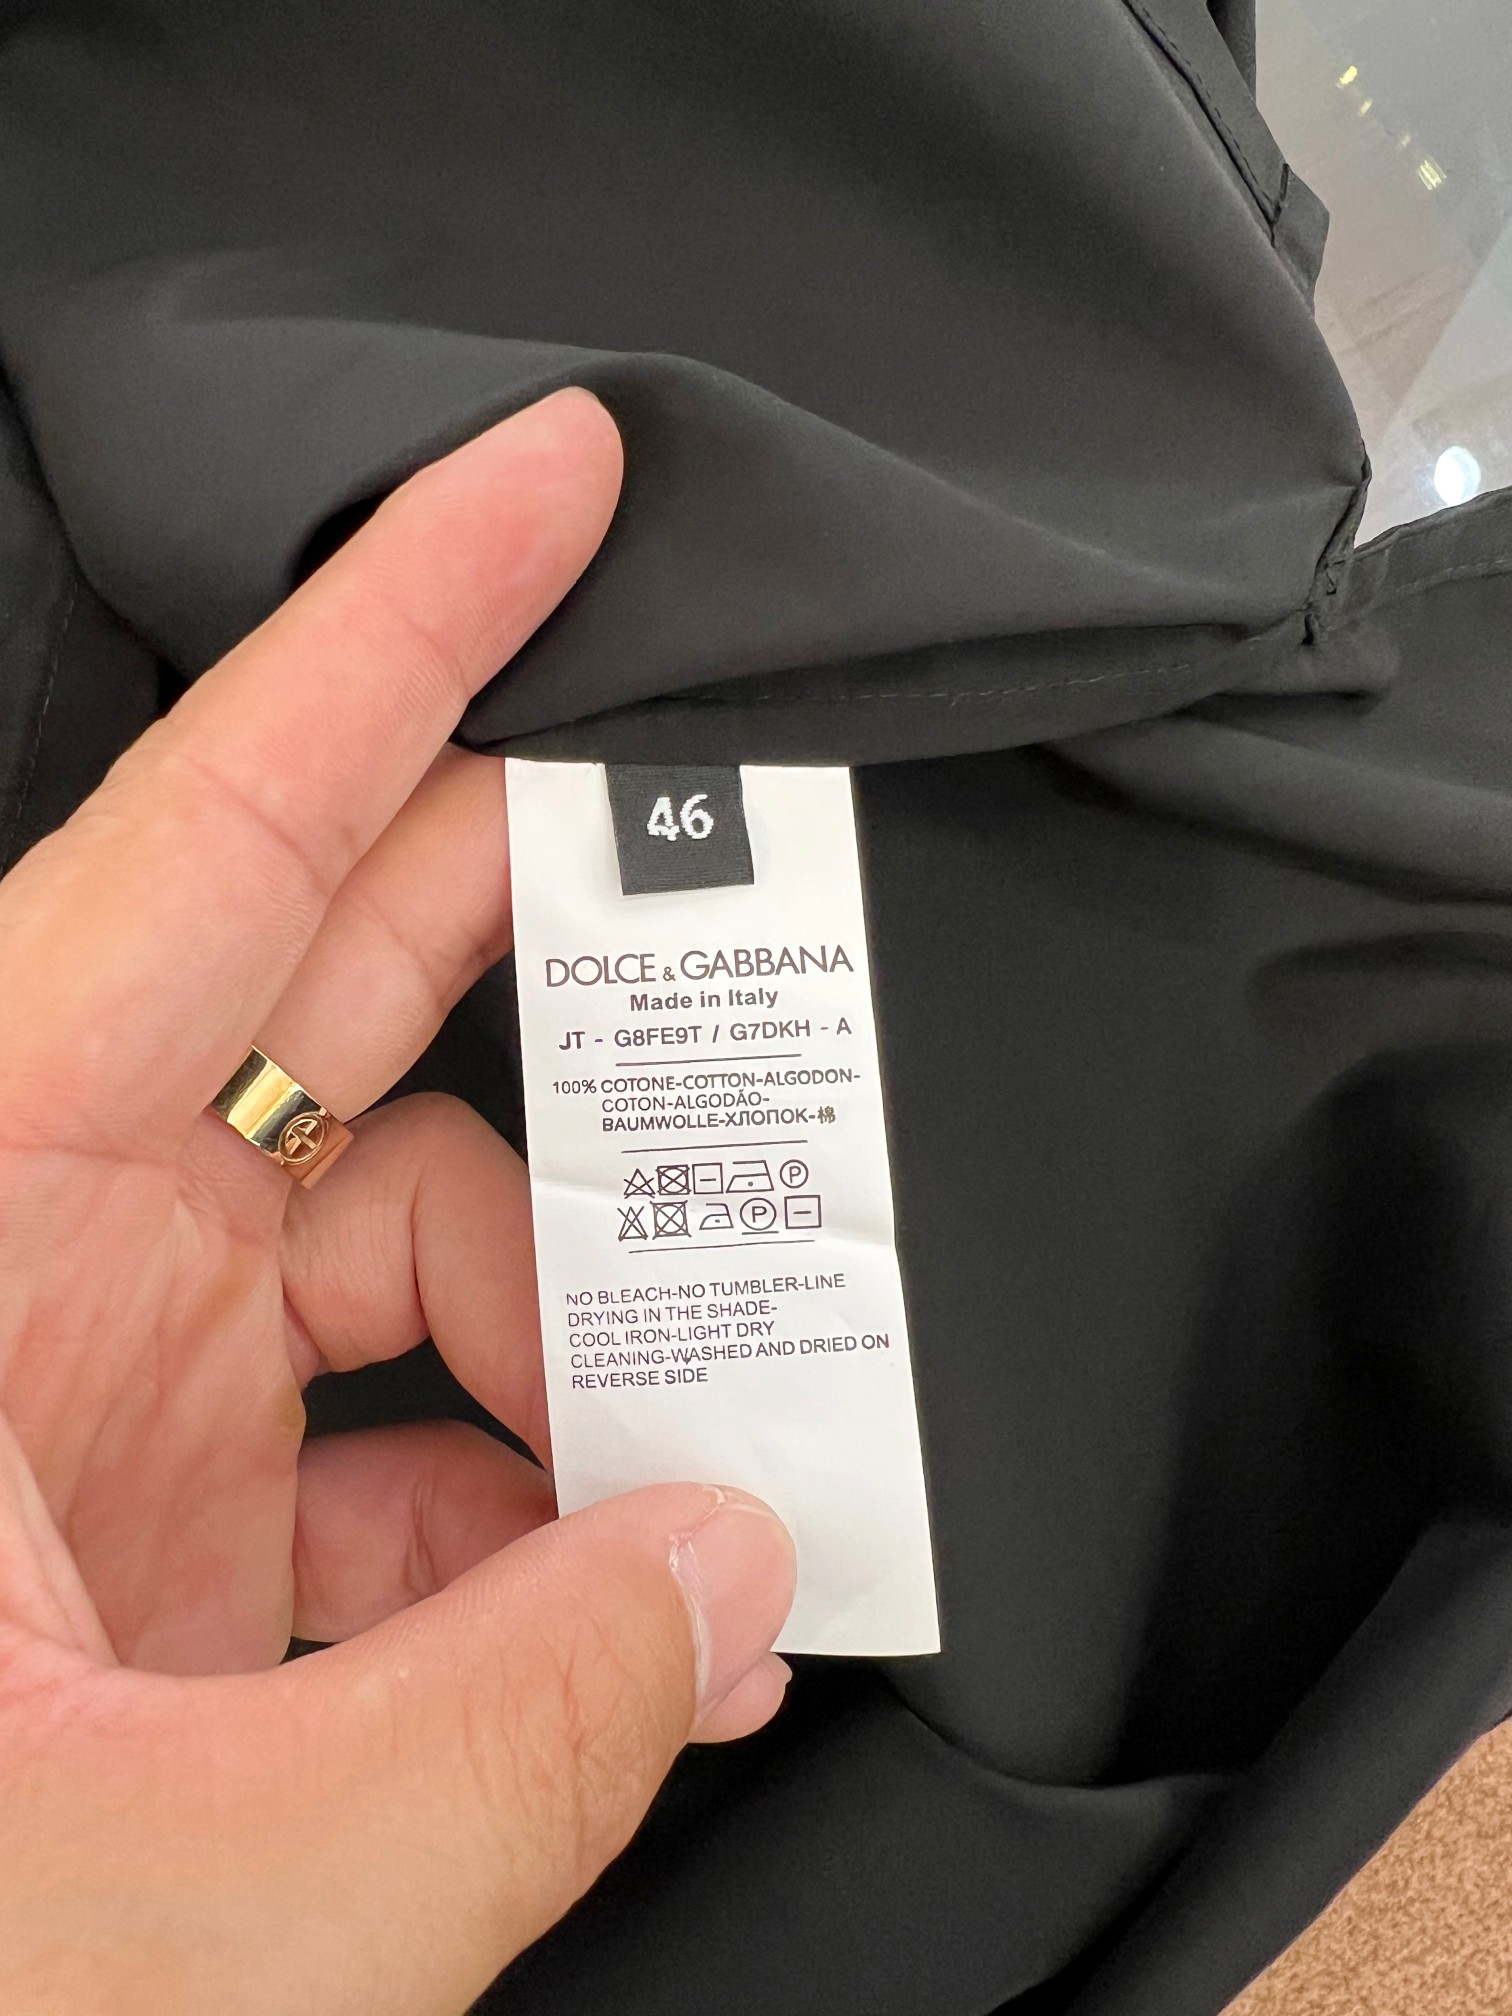 46
DOLCE & GABBANA
Made in Italy
JT - G8FE9T / G7DKH - A
100% COTONE-COTTON-ALGODON-
COTON-ALGODÃO-
BAUMWOLLE-ХЛОПОК-棉
P
P
NO BLEACH-NO TUMBLER-LINE
DRYING IN THE SHADE-
COOL IRON-LIGHT DRY
CLEANING-WASHED AND DRIED ON
REVERSE SIDE